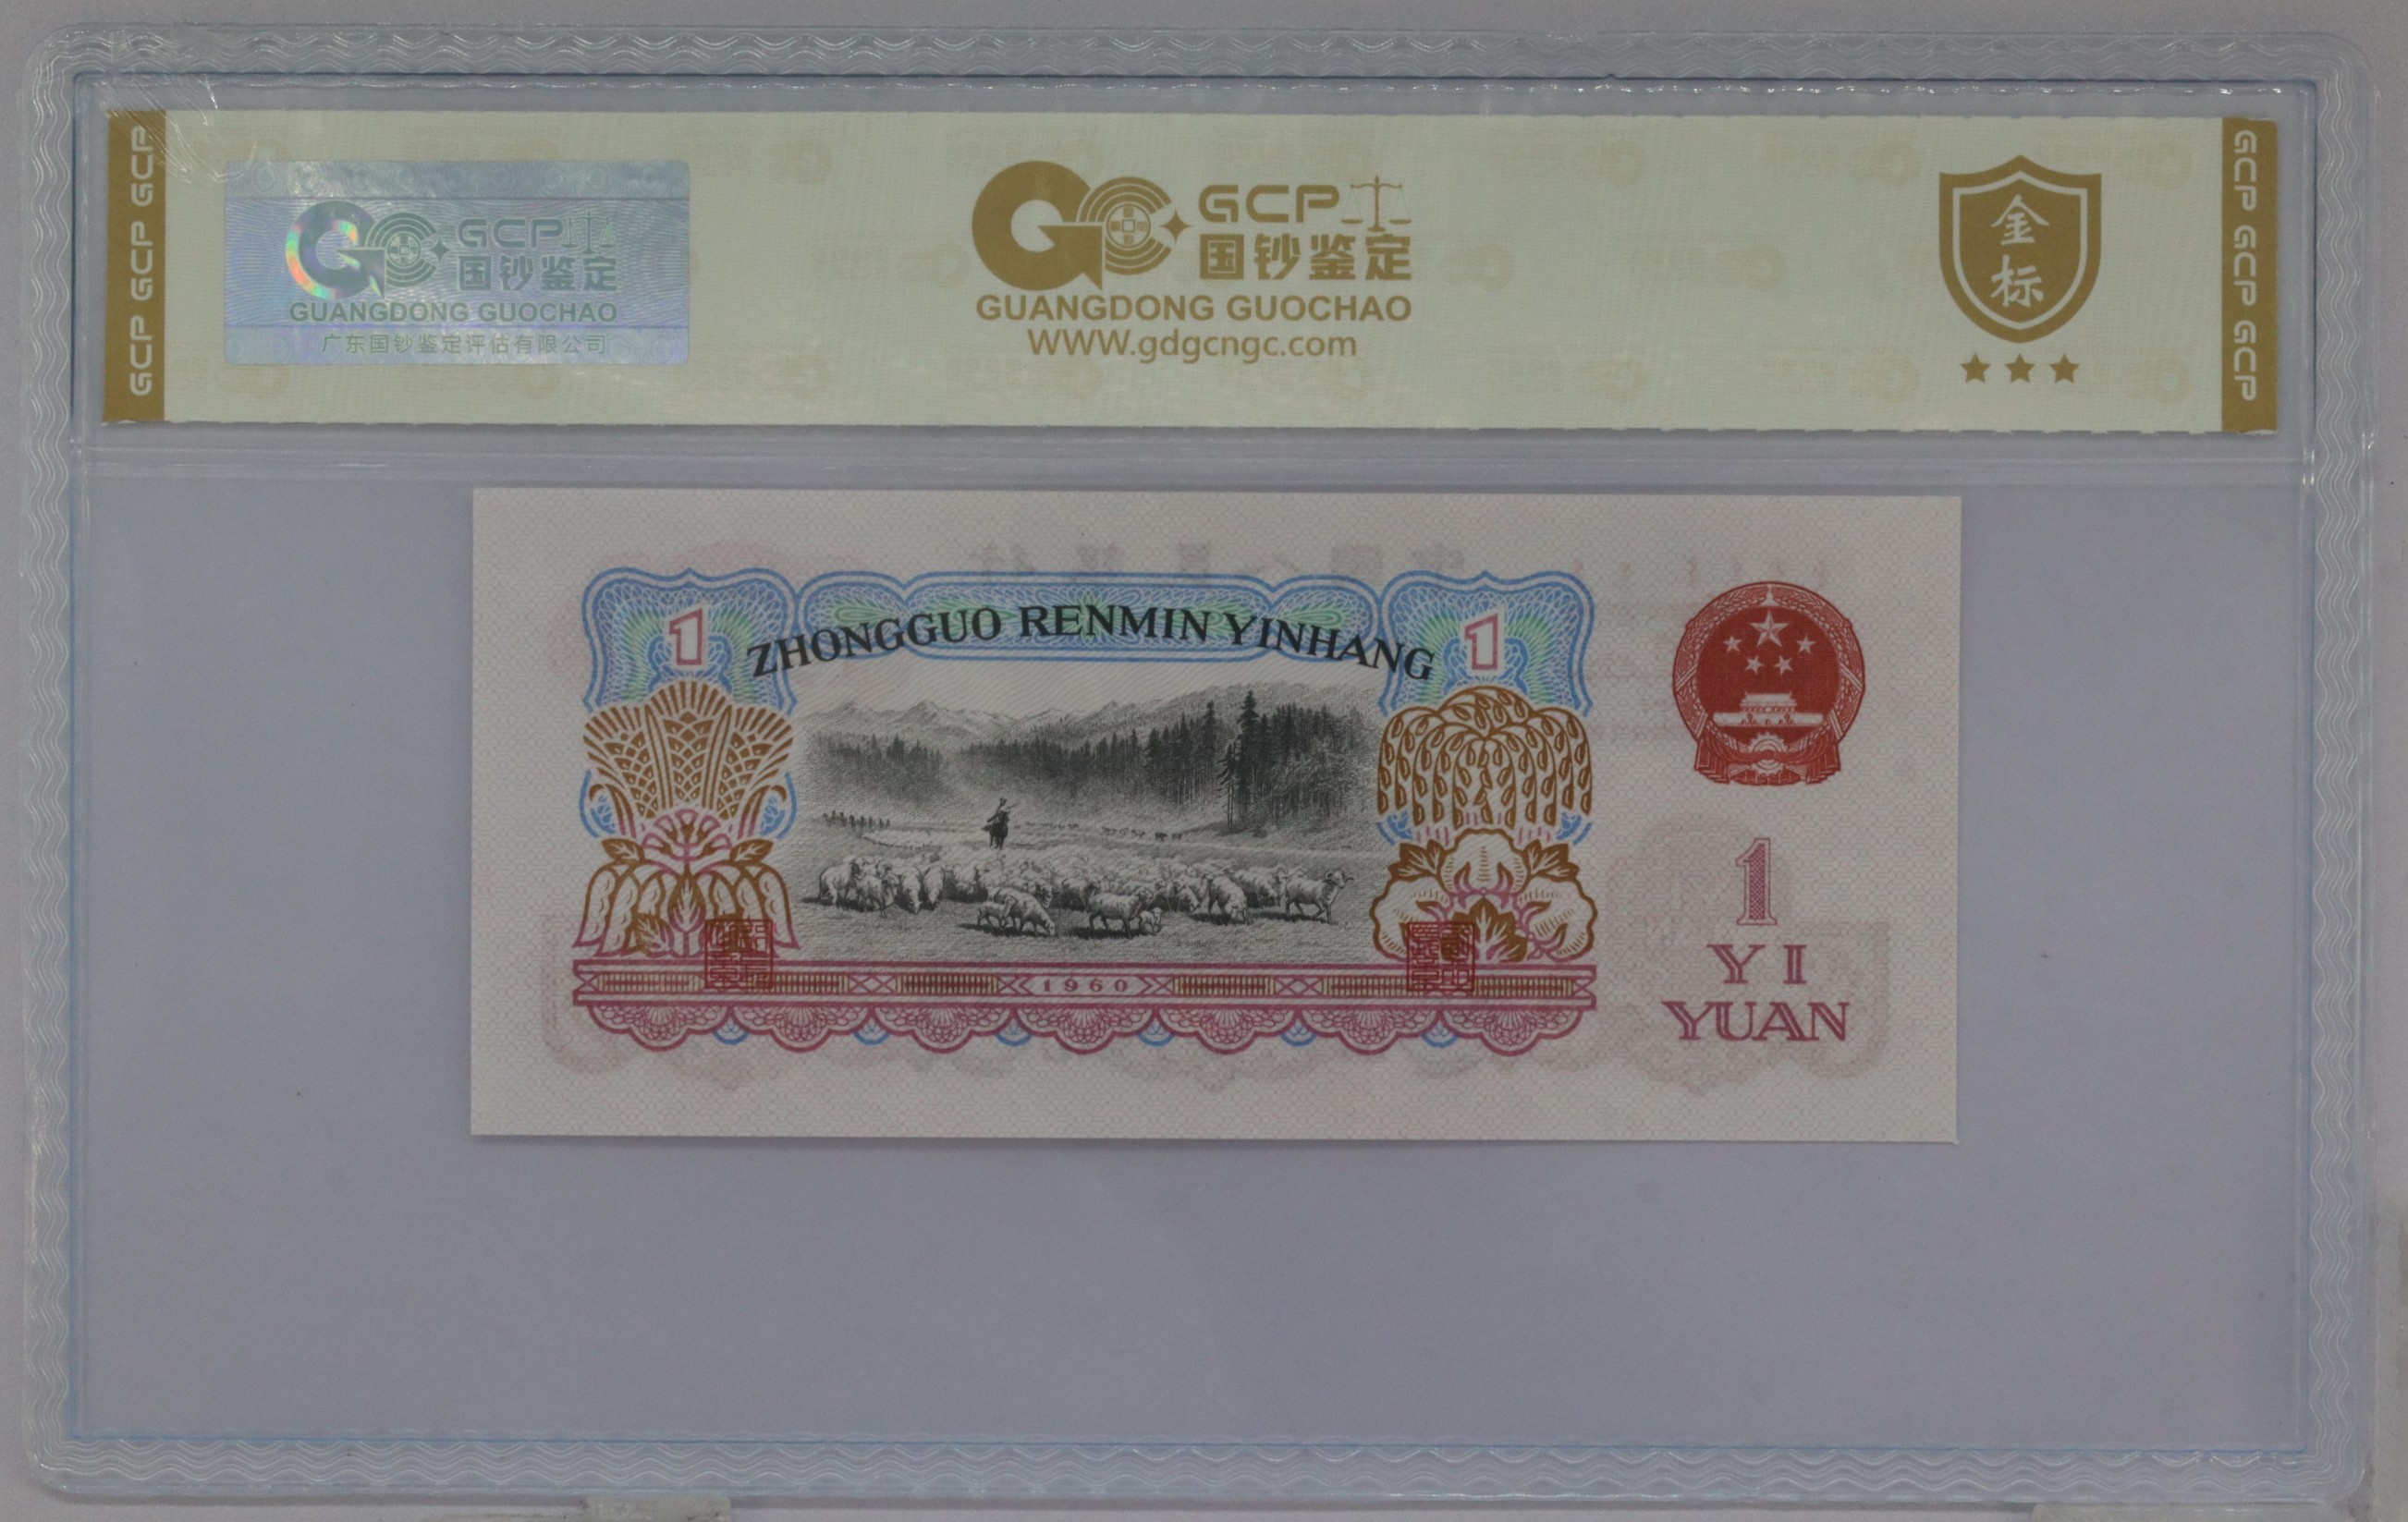 GCP GCP GCP
GCP
国钞鉴定
GUANGDONG GUOCHAO
广东国钞鉴定评估有限公司
GCP
国钞鉴定
GUANGDONG GUOCHAO
WWW.gdgcngc.com
金
标
GCP GCP GCP
1
ZHONGGUO RENMIN YINHANG
1
1960
1
YI
YUAN